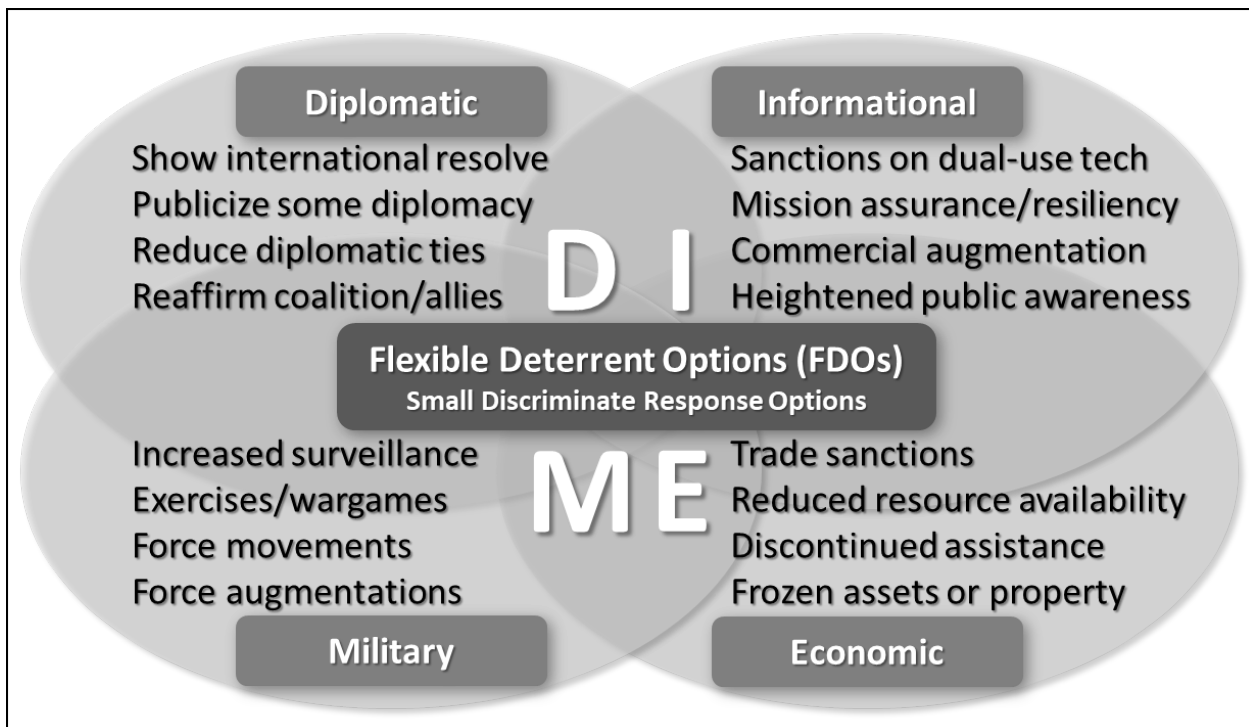 Diplomatic
Show international resolve
Publicize some diplomacy
Reduce diplomatic ties
Reaffirm coalition/allies
Informational
Sanctions on dual-use tech
Mission assurance/resiliency
Commercial augmentation
Heightened public awareness
D I
Flexible Deterrent Options (FDOs)
Small Discriminate Response Options
M E
Increased surveillance
Exercises/wargames
Force movements
Force augmentations
Military
Trade sanctions
Reduced resource availability
Discontinued assistance
Frozen assets or property
Economic